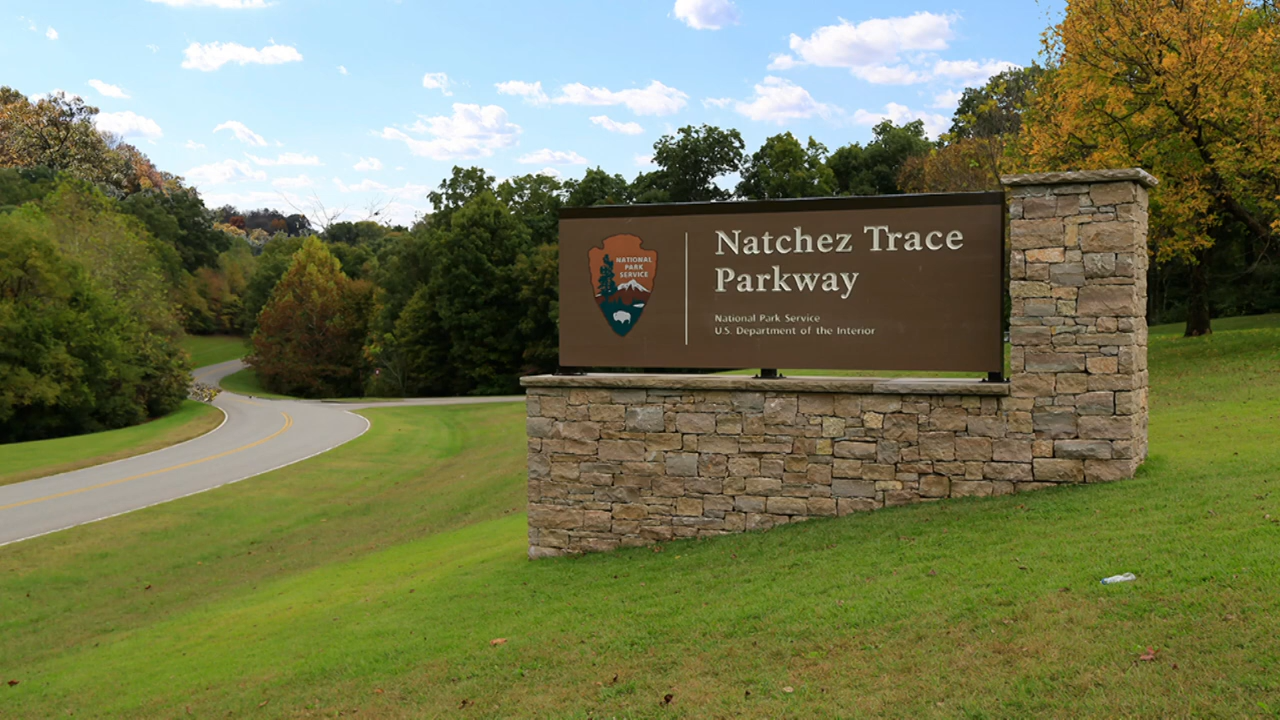 NATIONAL
PARK
SERVICE
Natchez Trace
Parkway
National Park Service
U.S. Department of the Interior